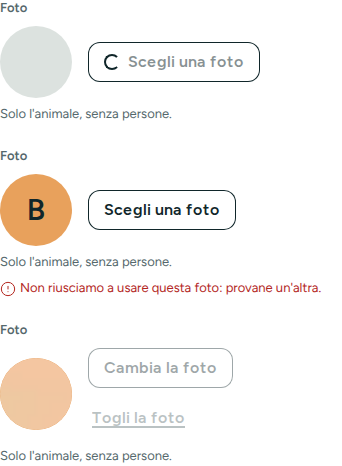 Foto
Scegli una foto
Solo l'animale, senza persone.
Foto
B
Scegli una foto
Solo l'animale, senza persone.
Non riusciamo a usare questa foto: provane un'altra.
Foto
Cambia la foto
Togli la foto
Solo l'animale, senza persone.